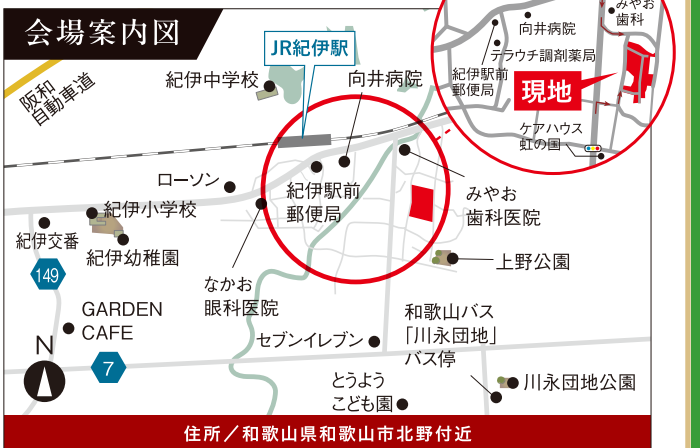 会場案内図
JR紀伊駅
阪和
自動車道
紀伊中学校
向井病院
みやお
歯科
向井病院
テラウチ調剤薬局
紀伊駅前
郵便局
現地
ケアハウス
虹の国
ローソン
紀伊駅前
郵便局
みやお
歯科医院
紀伊小学校
紀伊交番
紀伊幼稚園
149
なかお
眼科医院
上野公園
GARDEN
CAFE
セブンイレブン
和歌山バス
「川永団地」
バス停
N
7
とうよう
こども園
川永団地公園
住所／和歌山県和歌山市北野付近